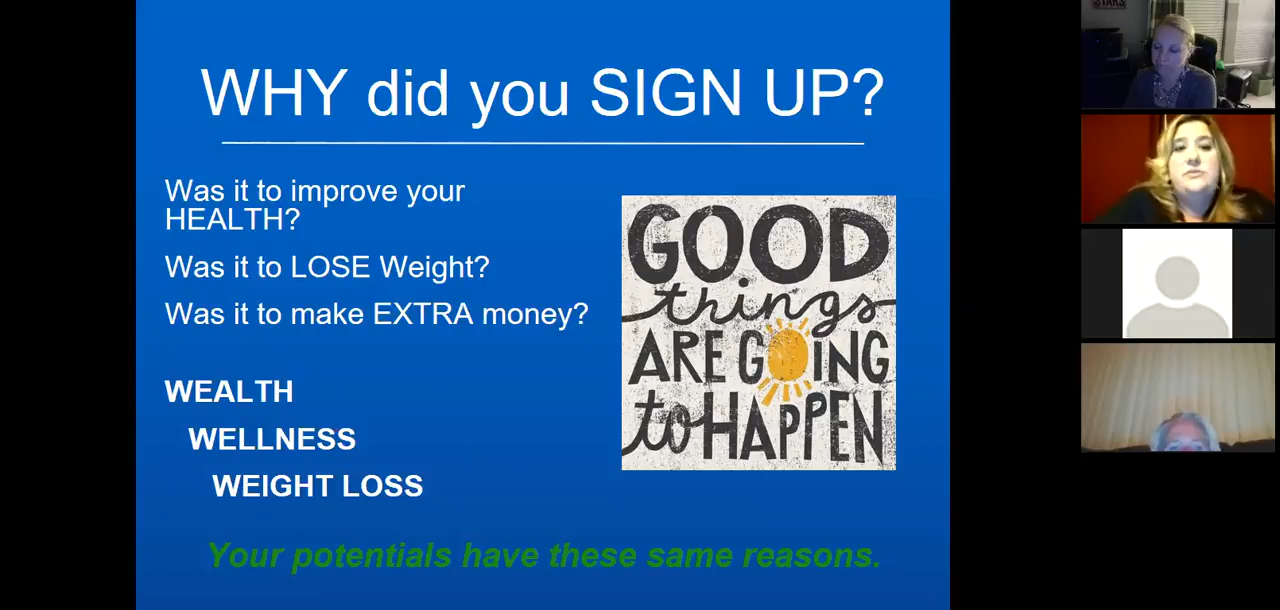 WHY did you SIGN UP?
Was it to improve your
HEALTH?
Was it to LOSE Weight?
Was it to make EXTRA money?
WEALTH
WELLNESS
WEIGHT LOSS
Your potentials have these same reasons.
GOOD
things
ARE GOING
to HAPPEN
STARS